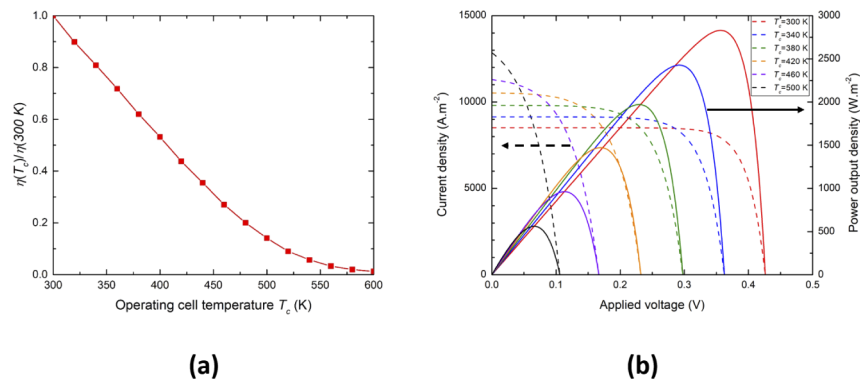 1.0
0.8
0.6
0.4
0.2
0.0
η(Tc)/η(300 K)
300 350 400 450 500 550 600
Operating cell temperature Tc (K)
(a)
15000
10000
5000
0
Current density (A.m-2)
Tc=300 K
Tc=340 K
Tc=380 K
Tc=420 K
Tc=460 K
Tc=500 K
3000
2500
2000
1500
1000
500
0
Power output density (W.m-2)
0.0 0.1 0.2 0.3 0.4 0.5
Applied voltage (V)
(b)